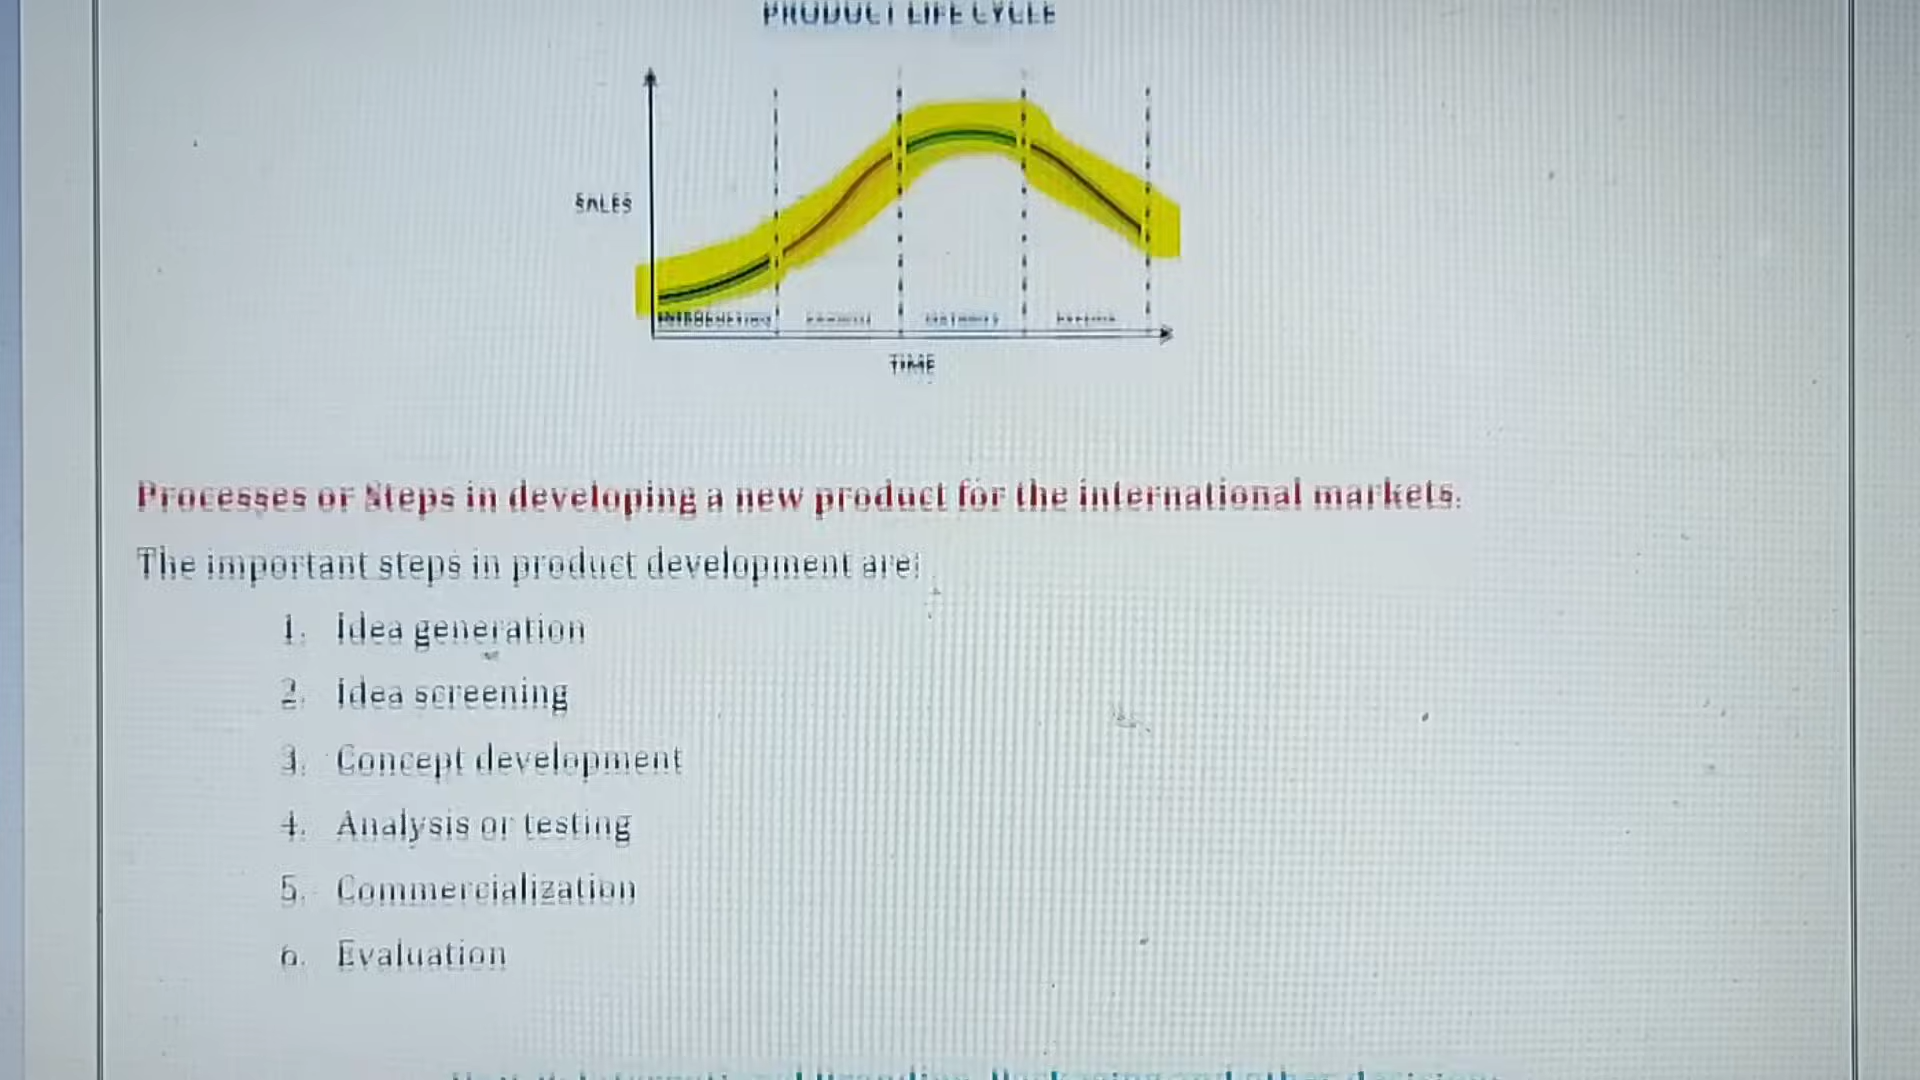 PRODUCT LIFE CYCLE
SALES
TIME
Processes or Steps in developing a new product for the international markets.
The important steps in product development are:
1. Idea generation
2. Idea screening
3. Concept development
4. Analysis or testing
5. Commercialization
6. Evaluation